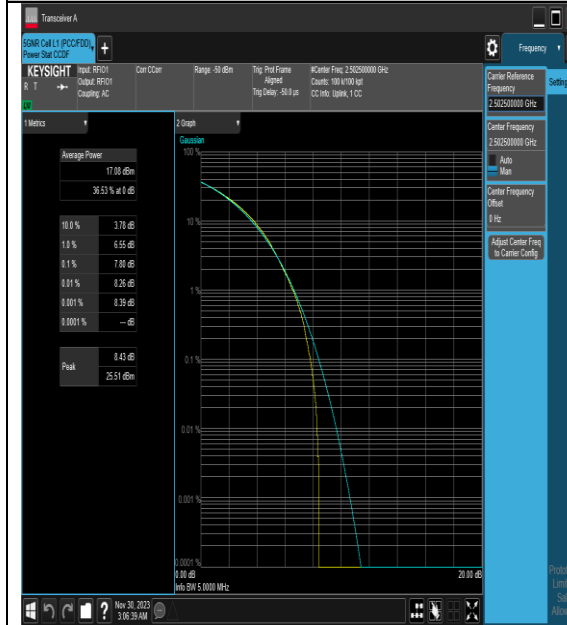 Transceiver A
5GNR Cell L1 (PCC/FDD)
Power Stat CCDF
Frequency
KEYSIGHT
R T
LV
Input: RFIO1
Output: RFIO1
Coupling: AC
Corr CCorr
Range: -50 dBm
Trig: Prot Frame
Aligned
Trig Delay: -50.0 µs
#Center Freq: 2.502500000 GHz
Counts: 100 k/100 kpt
CC Info: Uplink, 1 CC
1 Metrics
Average Power
17.08 dBm
36.53 % at 0 dB
10.0 % 3.78 dB
1.0 % 6.55 dB
0.1 % 7.80 dB
0.01 % 8.26 dB
0.001 % 8.39 dB
0.0001 % --- dB
Peak
8.43 dB
25.51 dBm
2 Graph
Gaussian
100 %
10 %
1 %
0.1 %
0.01 %
0.001 %
0.0001 %
0.00 dB
20.00 dB
Info BW 5.0000 MHz
Carrier Reference
Frequency
2.502500000 GHz
Center Frequency
2.502500000 GHz
Auto
Man
Center Frequency
Offset
0 Hz
Adjust Center Freq
to Carrier Config
Setting
Nov 30, 2023
3:06:39 AM